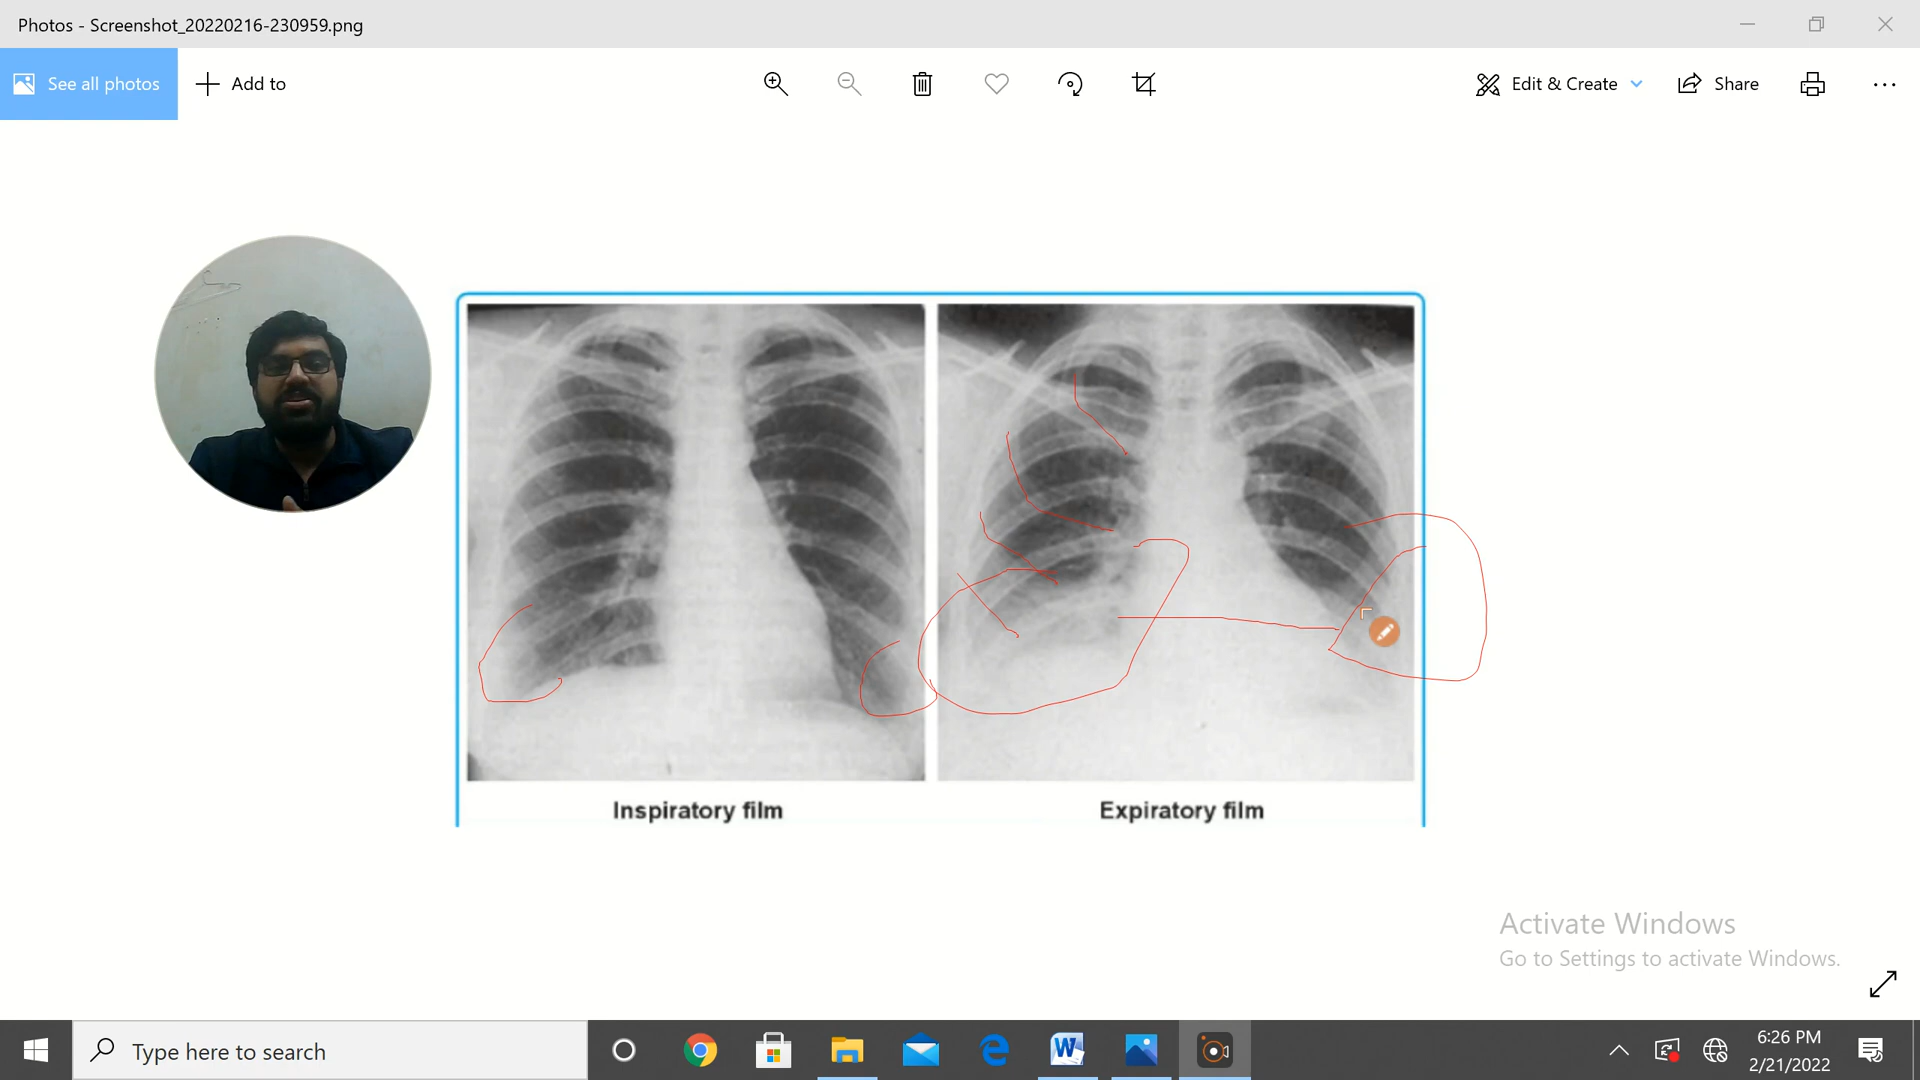 Photos - Screenshot_20220216-230959.png
See all photos
Add to
Edit & Create
Share
Inspiratory film
Expiratory film
Activate Windows
Go to Settings to activate Windows.
Type here to search
6:26 PM
2/21/2022